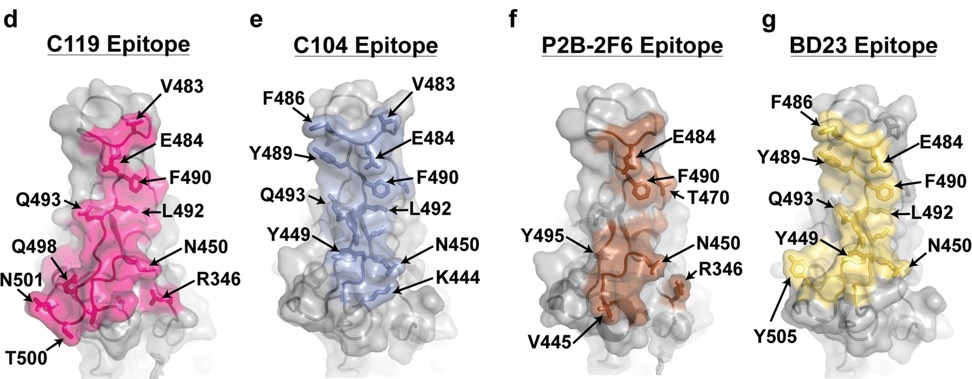 d
C119 Epitope
V483
E484
F490
Q493
L492
Q498
N450
N501
R346
T500
e
C104 Epitope
F486
V483
E484
Y489
F490
Q493
L492
Y449
N450
K444
f
P2B-2F6 Epitope
E484
F490
T470
Y495
N450
R346
V445
g
BD23 Epitope
F486
E484
Y489
F490
Q493
L492
Y449
N450
Y505